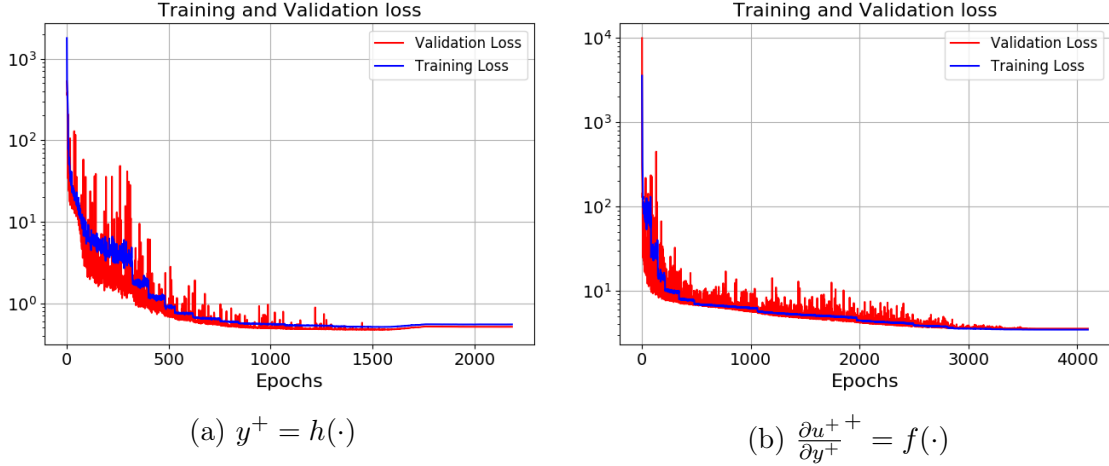 Training and Validation loss
Validation Loss
Training Loss
10³
10²
10¹
10⁰
0 500 1000 1500 2000
Epochs
(a) y⁺ = h(·)
Training and Validation loss
Validation Loss
Training Loss
10⁴
10³
10²
10¹
0 1000 2000 3000 4000
Epochs
(b) ∂u⁺/∂y⁺ ⁺ = f(·)